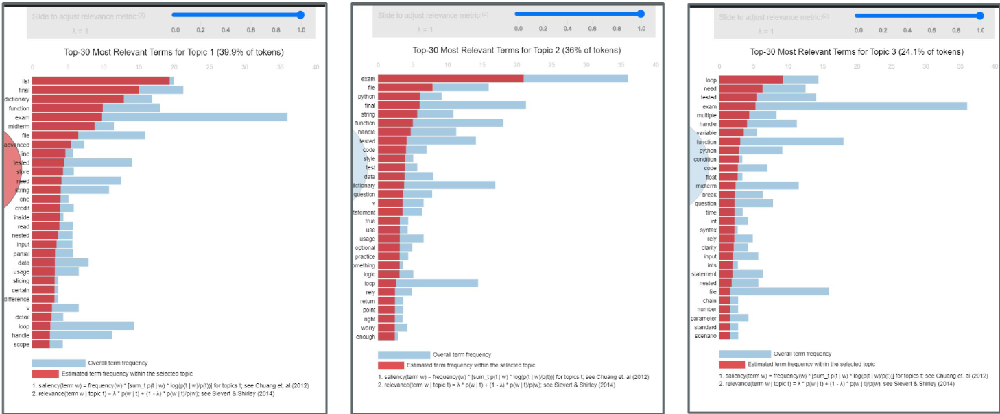 Slide to adjust relevance metric:(2)
λ = 1
0.0 0.2 0.4 0.6 0.8 1.0
Top-30 Most Relevant Terms for Topic 1 (39.9% of tokens)
0 5 10 15 20 25 30 35 40
list
final
dictionary
function
exam
midterm
file
advanced
line
tested
store
need
string
one
credit
inside
read
nested
input
partial
data
usage
slicing
certain
difference
v
detail
loop
handle
scope
Overall term frequency
Estimated term frequency within the selected topic
1. saliency(term w) = frequency(w) * [sum_t p(t | w) * log(p(t | w)/p(t))] for topics t; see Chuang et. al (2012)
2. relevance(term w | topic t) = λ * p(w | t) + (1 - λ) * p(w | t)/p(w); see Sievert & Shirley (2014)
Slide to adjust relevance metric:(2)
λ = 1
0.0 0.2 0.4 0.6 0.8 1.0
Top-30 Most Relevant Terms for Topic 2 (36% of tokens)
0 5 10 15 20 25 30 35 40
exam
file
python
final
string
function
handle
tested
code
style
test
data
ictionary
question
v
tatement
true
use
usage
optional
practice
omething
logic
loop
rely
return
point
right
worry
enough
Overall term frequency
Estimated term frequency within the selected topic
1. saliency(term w) = frequency(w) * [sum_t p(t | w) * log(p(t | w)/p(t))] for topics t; see Chuang et. al (2012)
2. relevance(term w | topic t) = λ * p(w | t) + (1 - λ) * p(w | t)/p(w); see Sievert & Shirley (2014)
Slide to adjust relevance metric:(2)
λ = 1
0.0 0.2 0.4 0.6 0.8 1.0
Top-30 Most Relevant Terms for Topic 3 (24.1% of tokens)
0 5 10 15 20 25 30 35 40
loop
need
tested
exam
multiple
handle
variable
function
python
condition
code
float
midterm
break
question
time
int
syntax
rely
clarity
input
ints
statement
nested
file
chain
number
parameter
standard
scenario
Overall term frequency
Estimated term frequency within the selected topic
1. saliency(term w) = frequency(w) * [sum_t p(t | w) * log(p(t | w)/p(t))] for topics t; see Chuang et. al (2012)
2. relevance(term w | topic t) = λ * p(w | t) + (1 - λ) * p(w | t)/p(w); see Sievert & Shirley (2014)